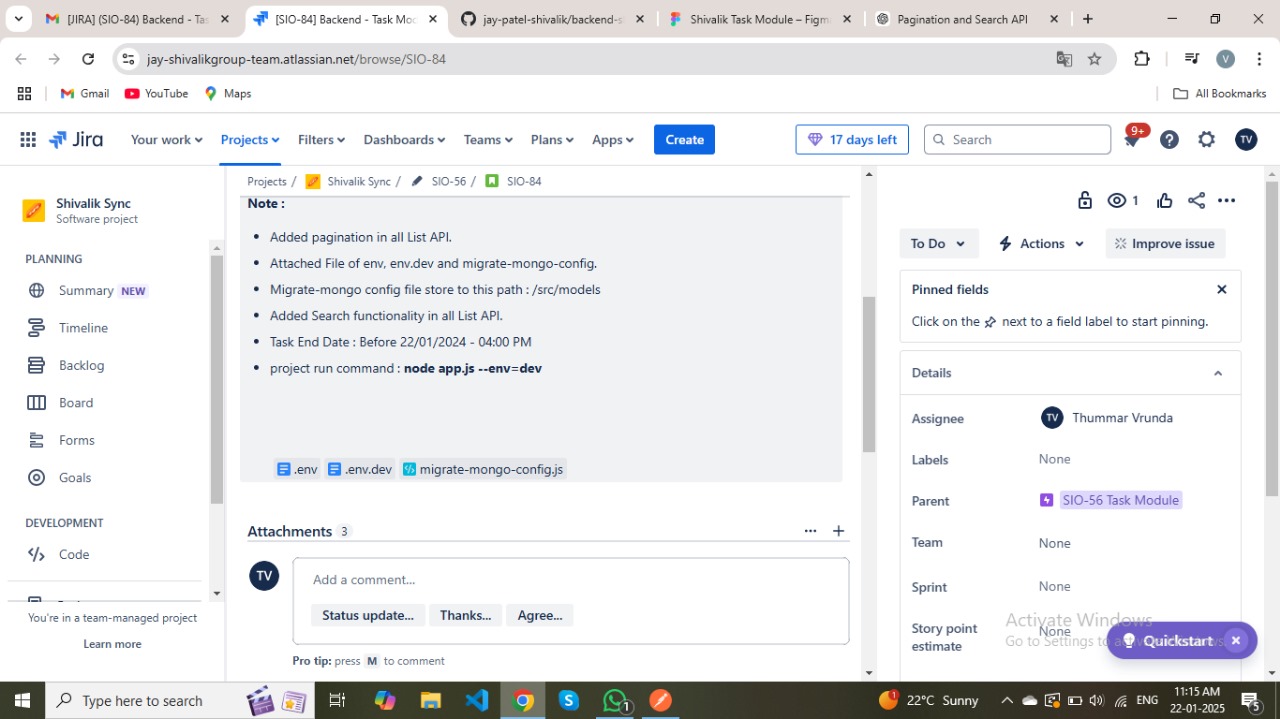 [JIRA] (SIO-84) Backend - Tas
[SIO-84] Backend - Task Mod
jay-patel-shivalik/backend-s
Shivalik Task Module – Figm
Pagination and Search API
jay-shivalikgroup-team.atlassian.net/browse/SIO-84
V
Gmail
YouTube
Maps
All Bookmarks
Jira
Your work
Projects
Filters
Dashboards
Teams
Plans
Apps
Create
17 days left
Search
9+
TV
Shivalik Sync
Software project
PLANNING
Summary NEW
Timeline
Backlog
Board
Forms
Goals
DEVELOPMENT
Code
You're in a team-managed project
Learn more
Projects / Shivalik Sync / SIO-56 / SIO-84
Note :
Added pagination in all List API.
Attached File of env, env.dev and migrate-mongo-config.
Migrate-mongo config file store to this path : /src/models
Added Search functionality in all List API.
Task End Date : Before 22/01/2024 - 04:00 PM
project run command : node app.js --env=dev
.env .env.dev migrate-mongo-config.js
Attachments 3
TV
Add a comment...
Status update... Thanks... Agree...
Pro tip: press M to comment
1
To Do
Actions
Improve issue
Pinned fields
Click on the next to a field label to start pinning.
Details
Assignee
TV Thummar Vrunda
Labels
None
Parent
SIO-56 Task Module
Team
None
Sprint
None
Story point
estimate
None
Activate Windows
Go to Settings to
Quickstart
Type here to search
1
1
22°C Sunny
ENG
11:15 AM
22-01-2025
5